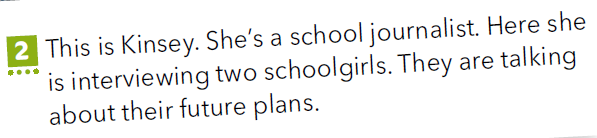 2 This is Kinsey. She's a school journalist. Here she
is interviewing two schoolgirls. They are talking
about their future plans.